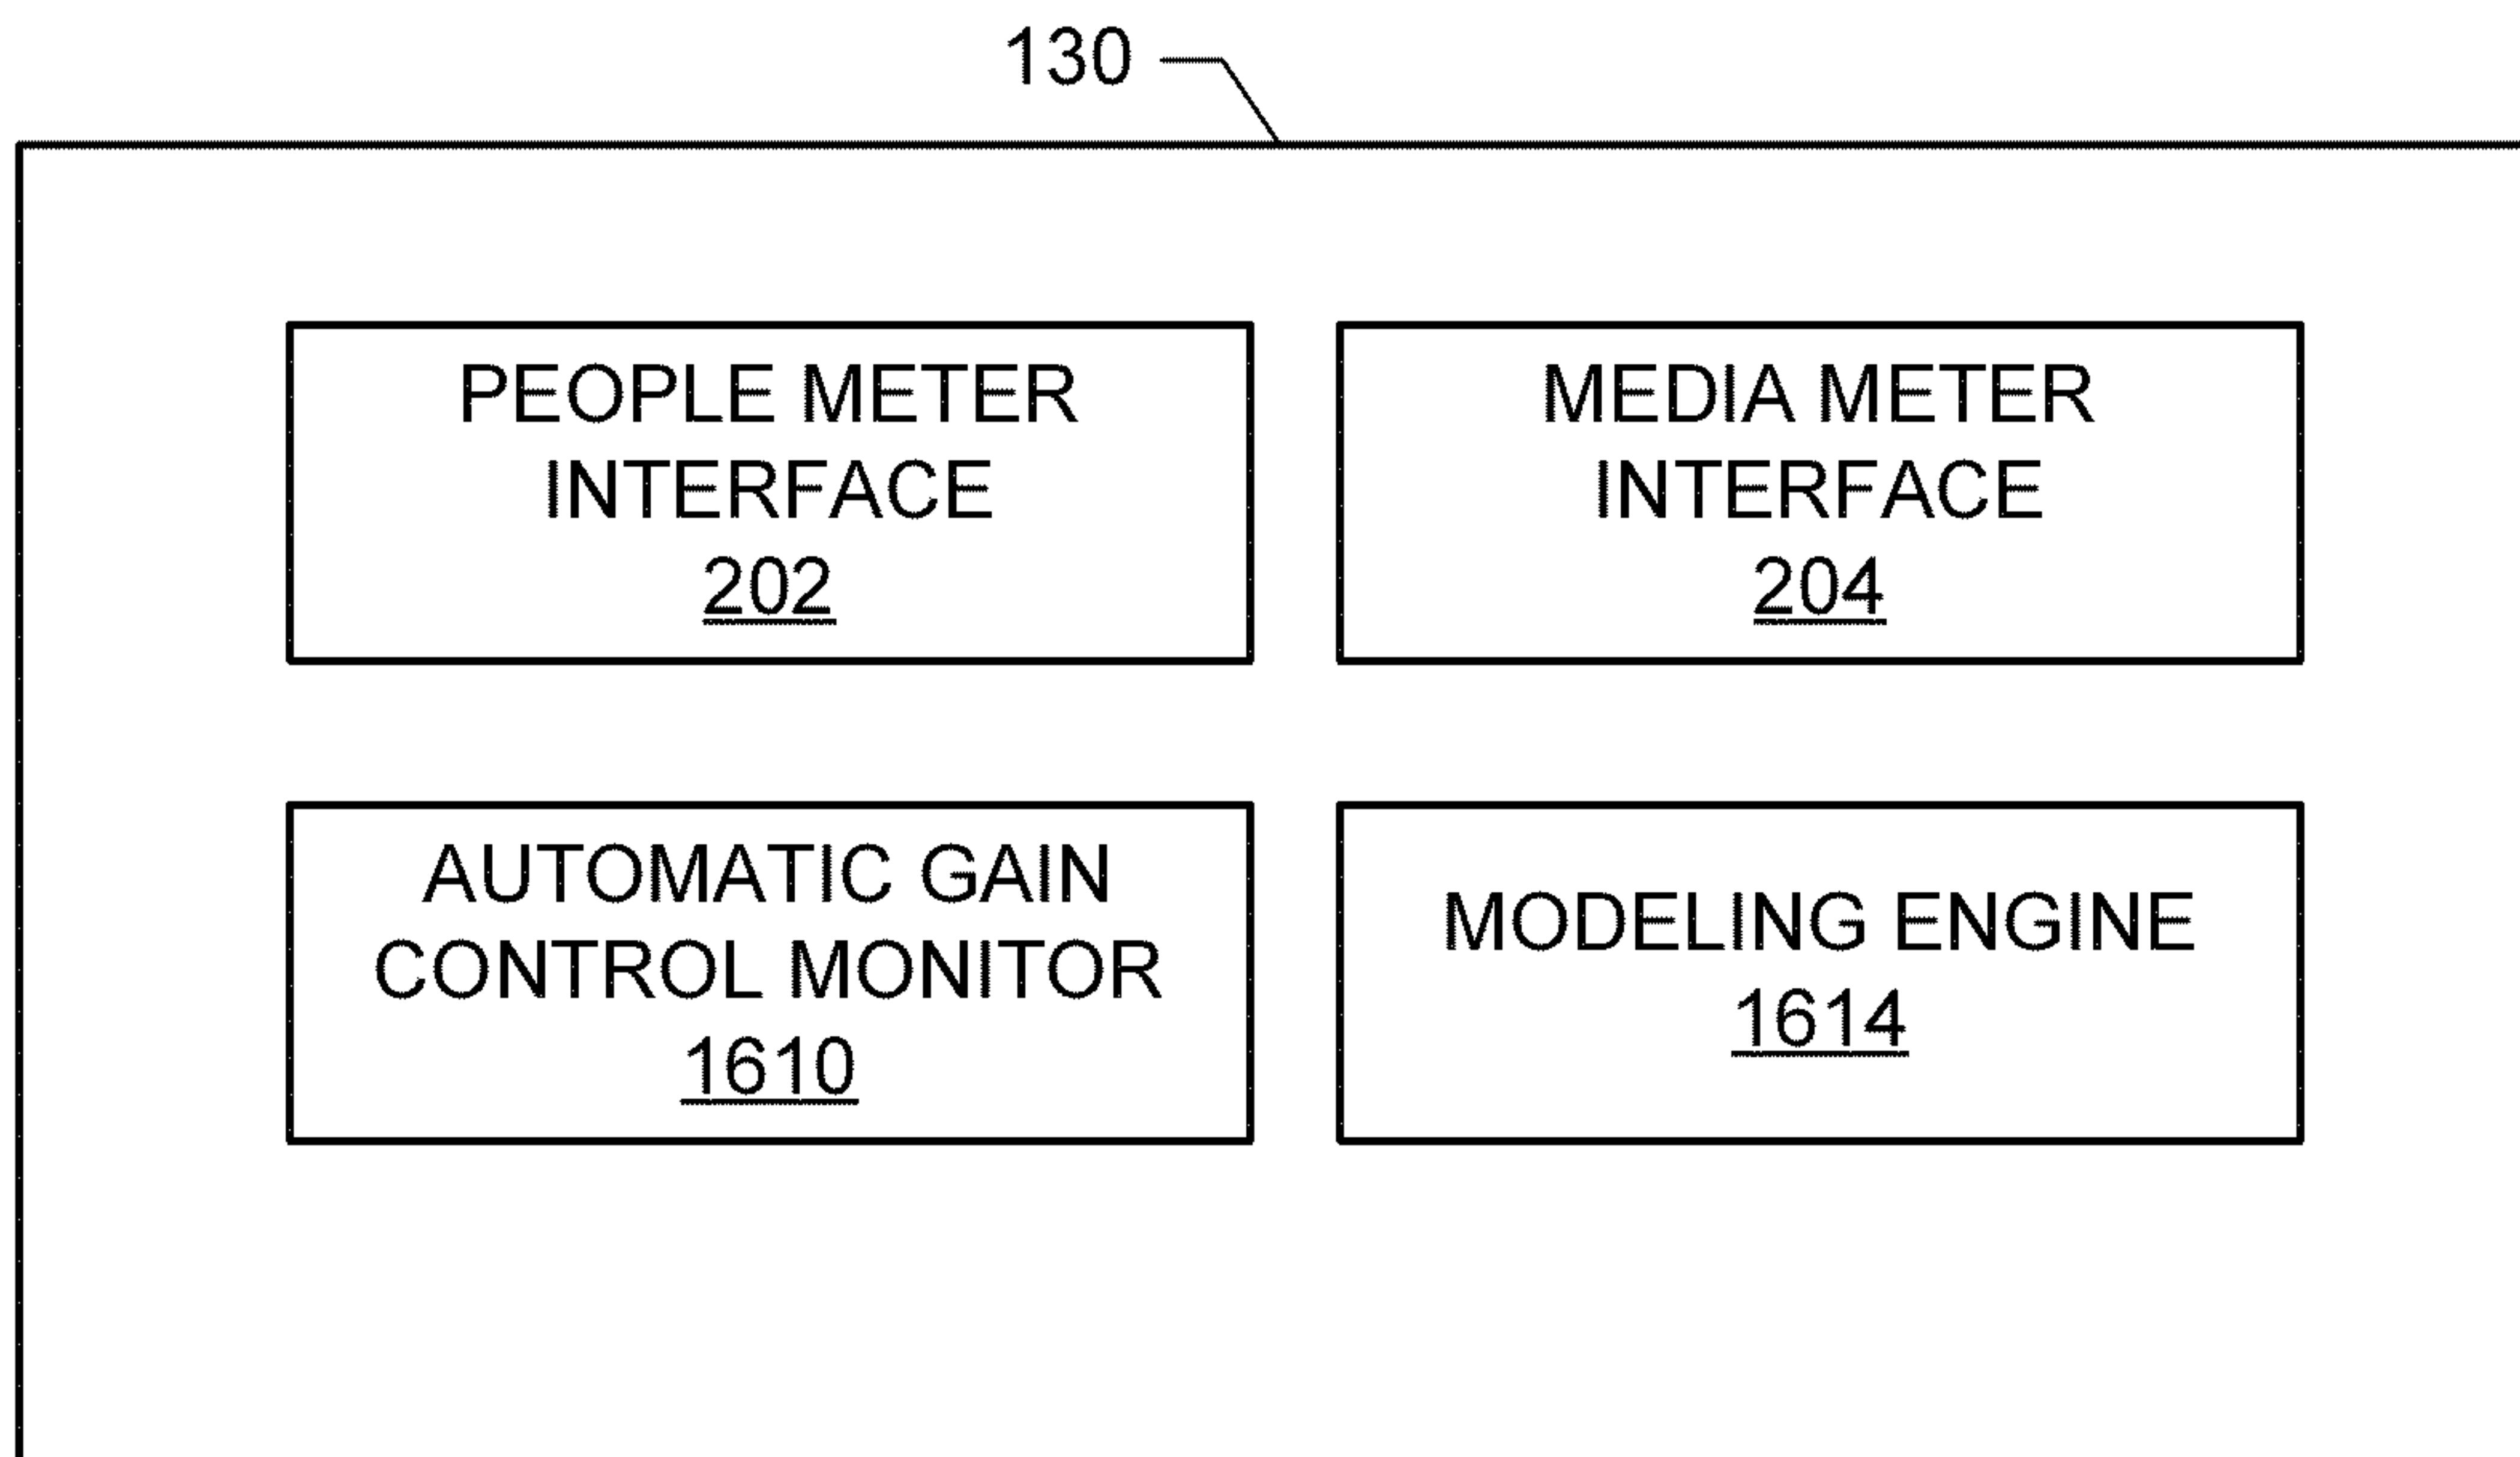 130
PEOPLE METER
INTERFACE
202
MEDIA METER
INTERFACE
204
AUTOMATIC GAIN
CONTROL MONITOR
1610
MODELING ENGINE
1614